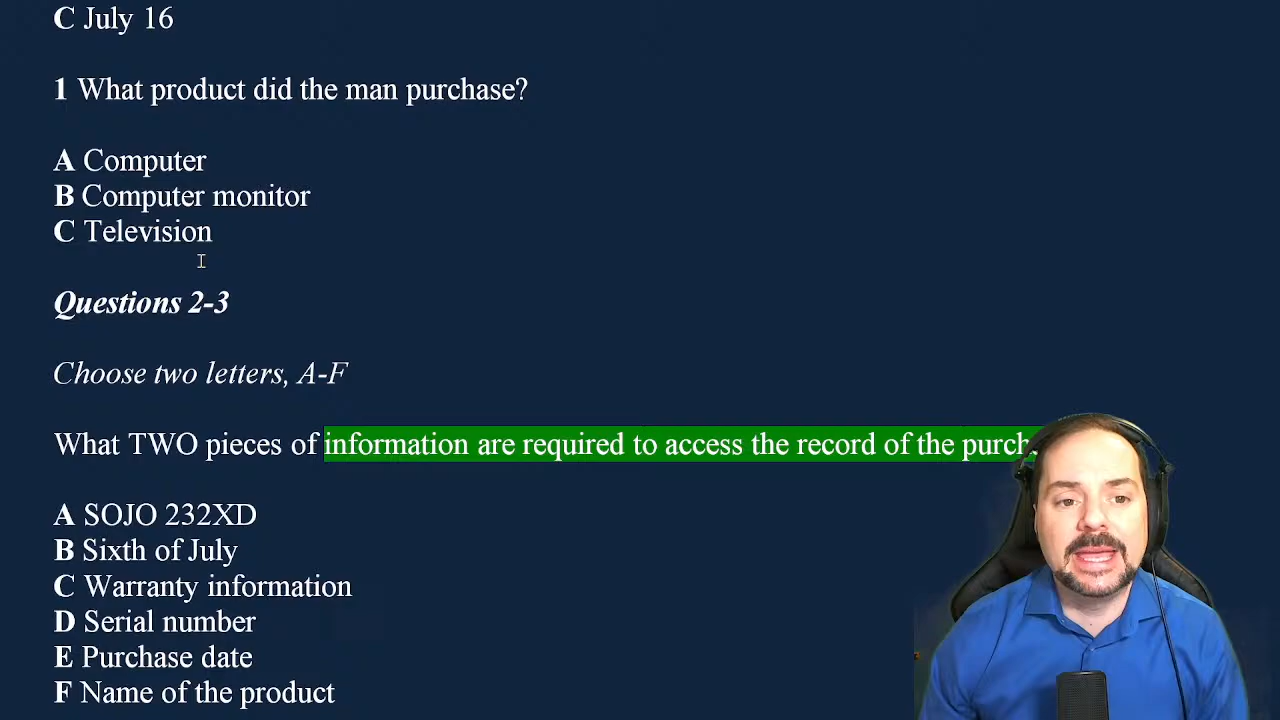 C July 16
1 What product did the man purchase?
A Computer
B Computer monitor
C Television
Questions 2-3
Choose two letters, A-F
What TWO pieces of information are required to access the record of the
A SOJO 232XD
B Sixth of July
C Warranty information
D Serial number
E Purchase date
F Name of the product